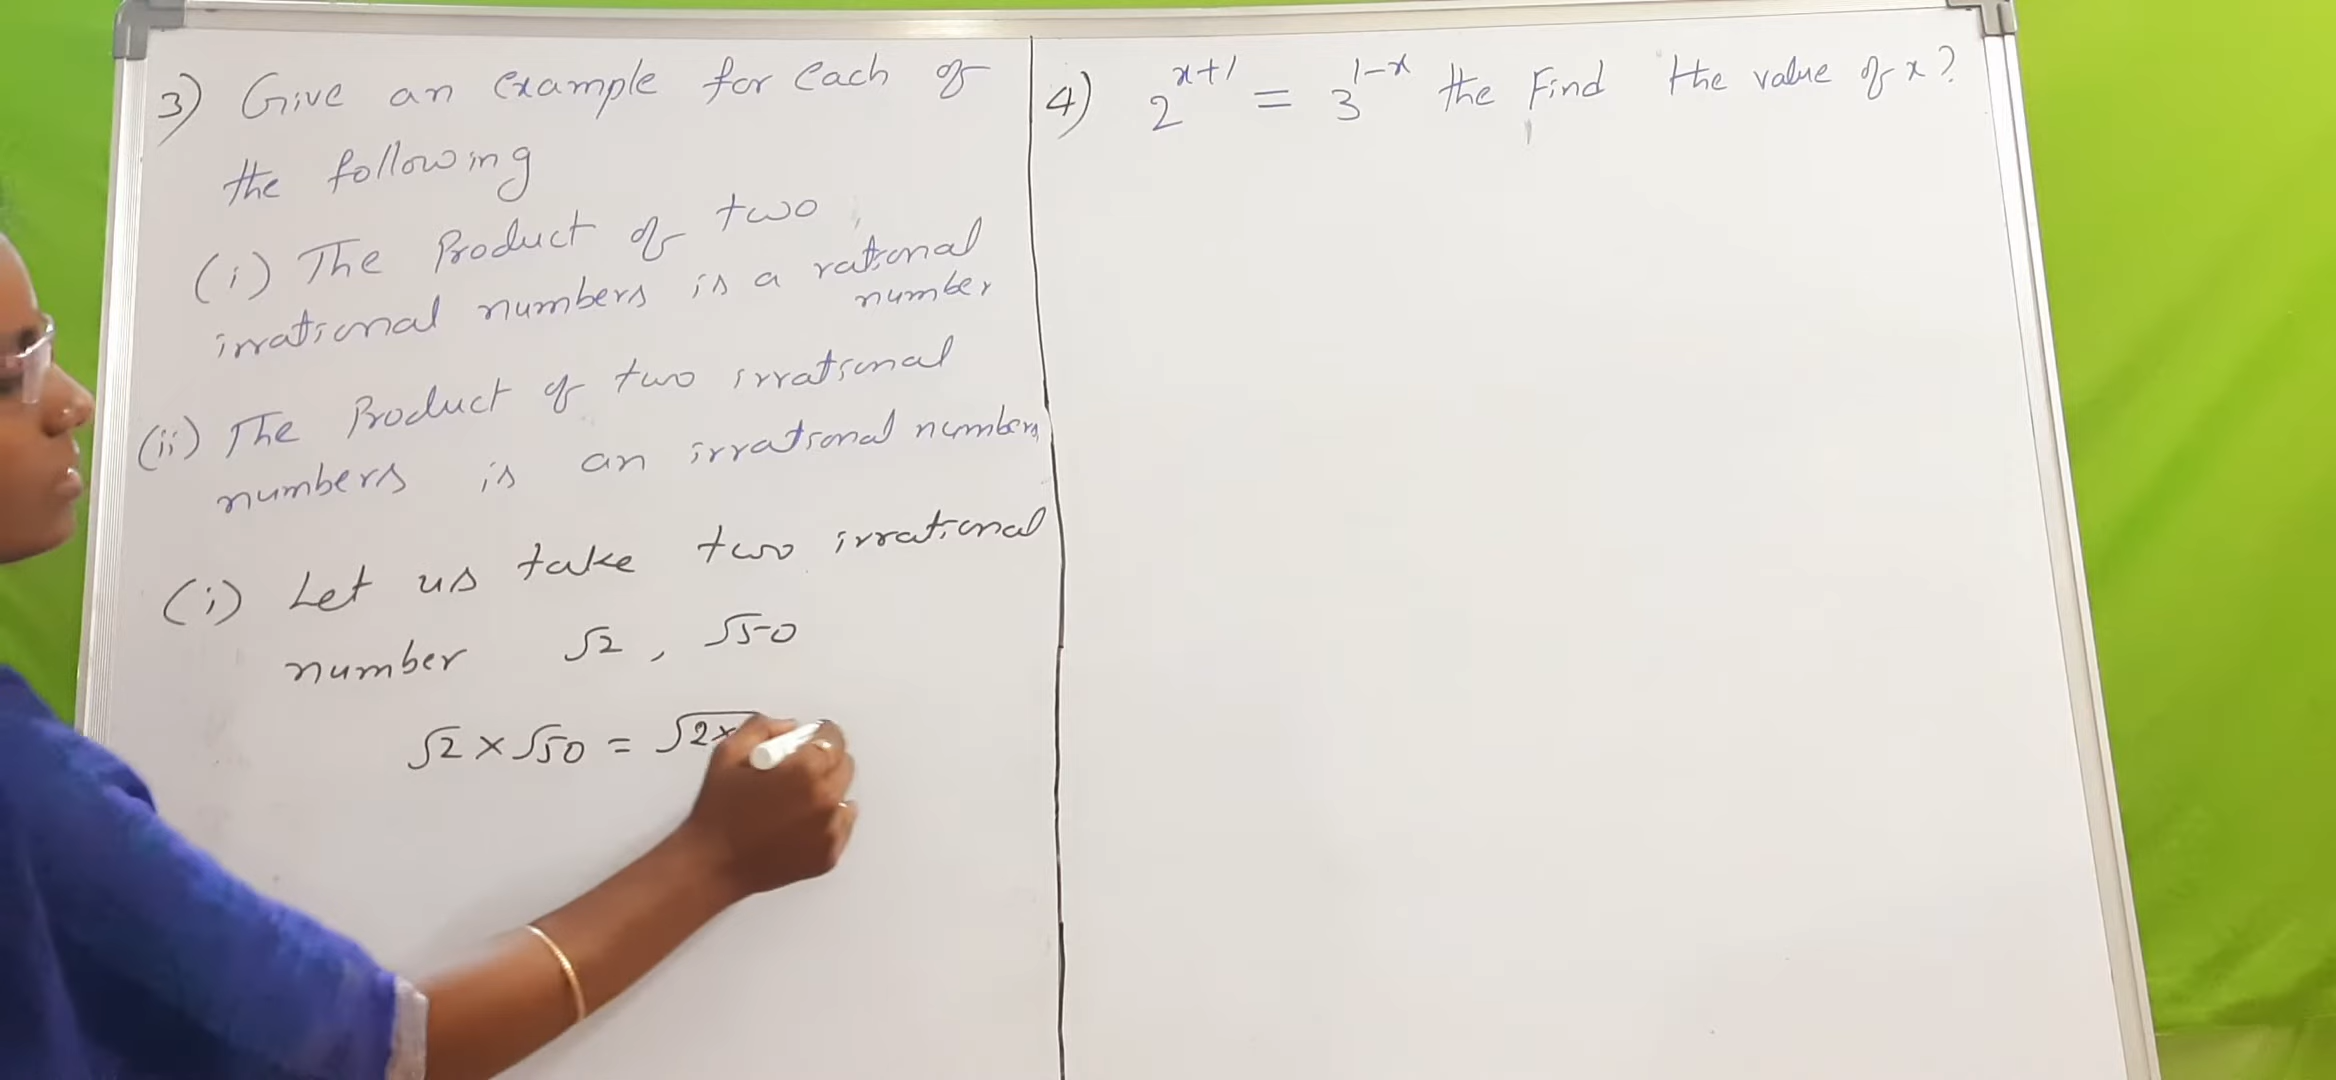 3) Give an example for each of
the following
(i) The Product of two
irrational numbers is a rational
number
(ii) The Product of two irrational
numbers is an irrational numbers
(i) Let us take two irrational
number √2 , √50
√2 × √50 = √2×
4) 2^{x+1} = 3^{1-x} the Find the value of x?